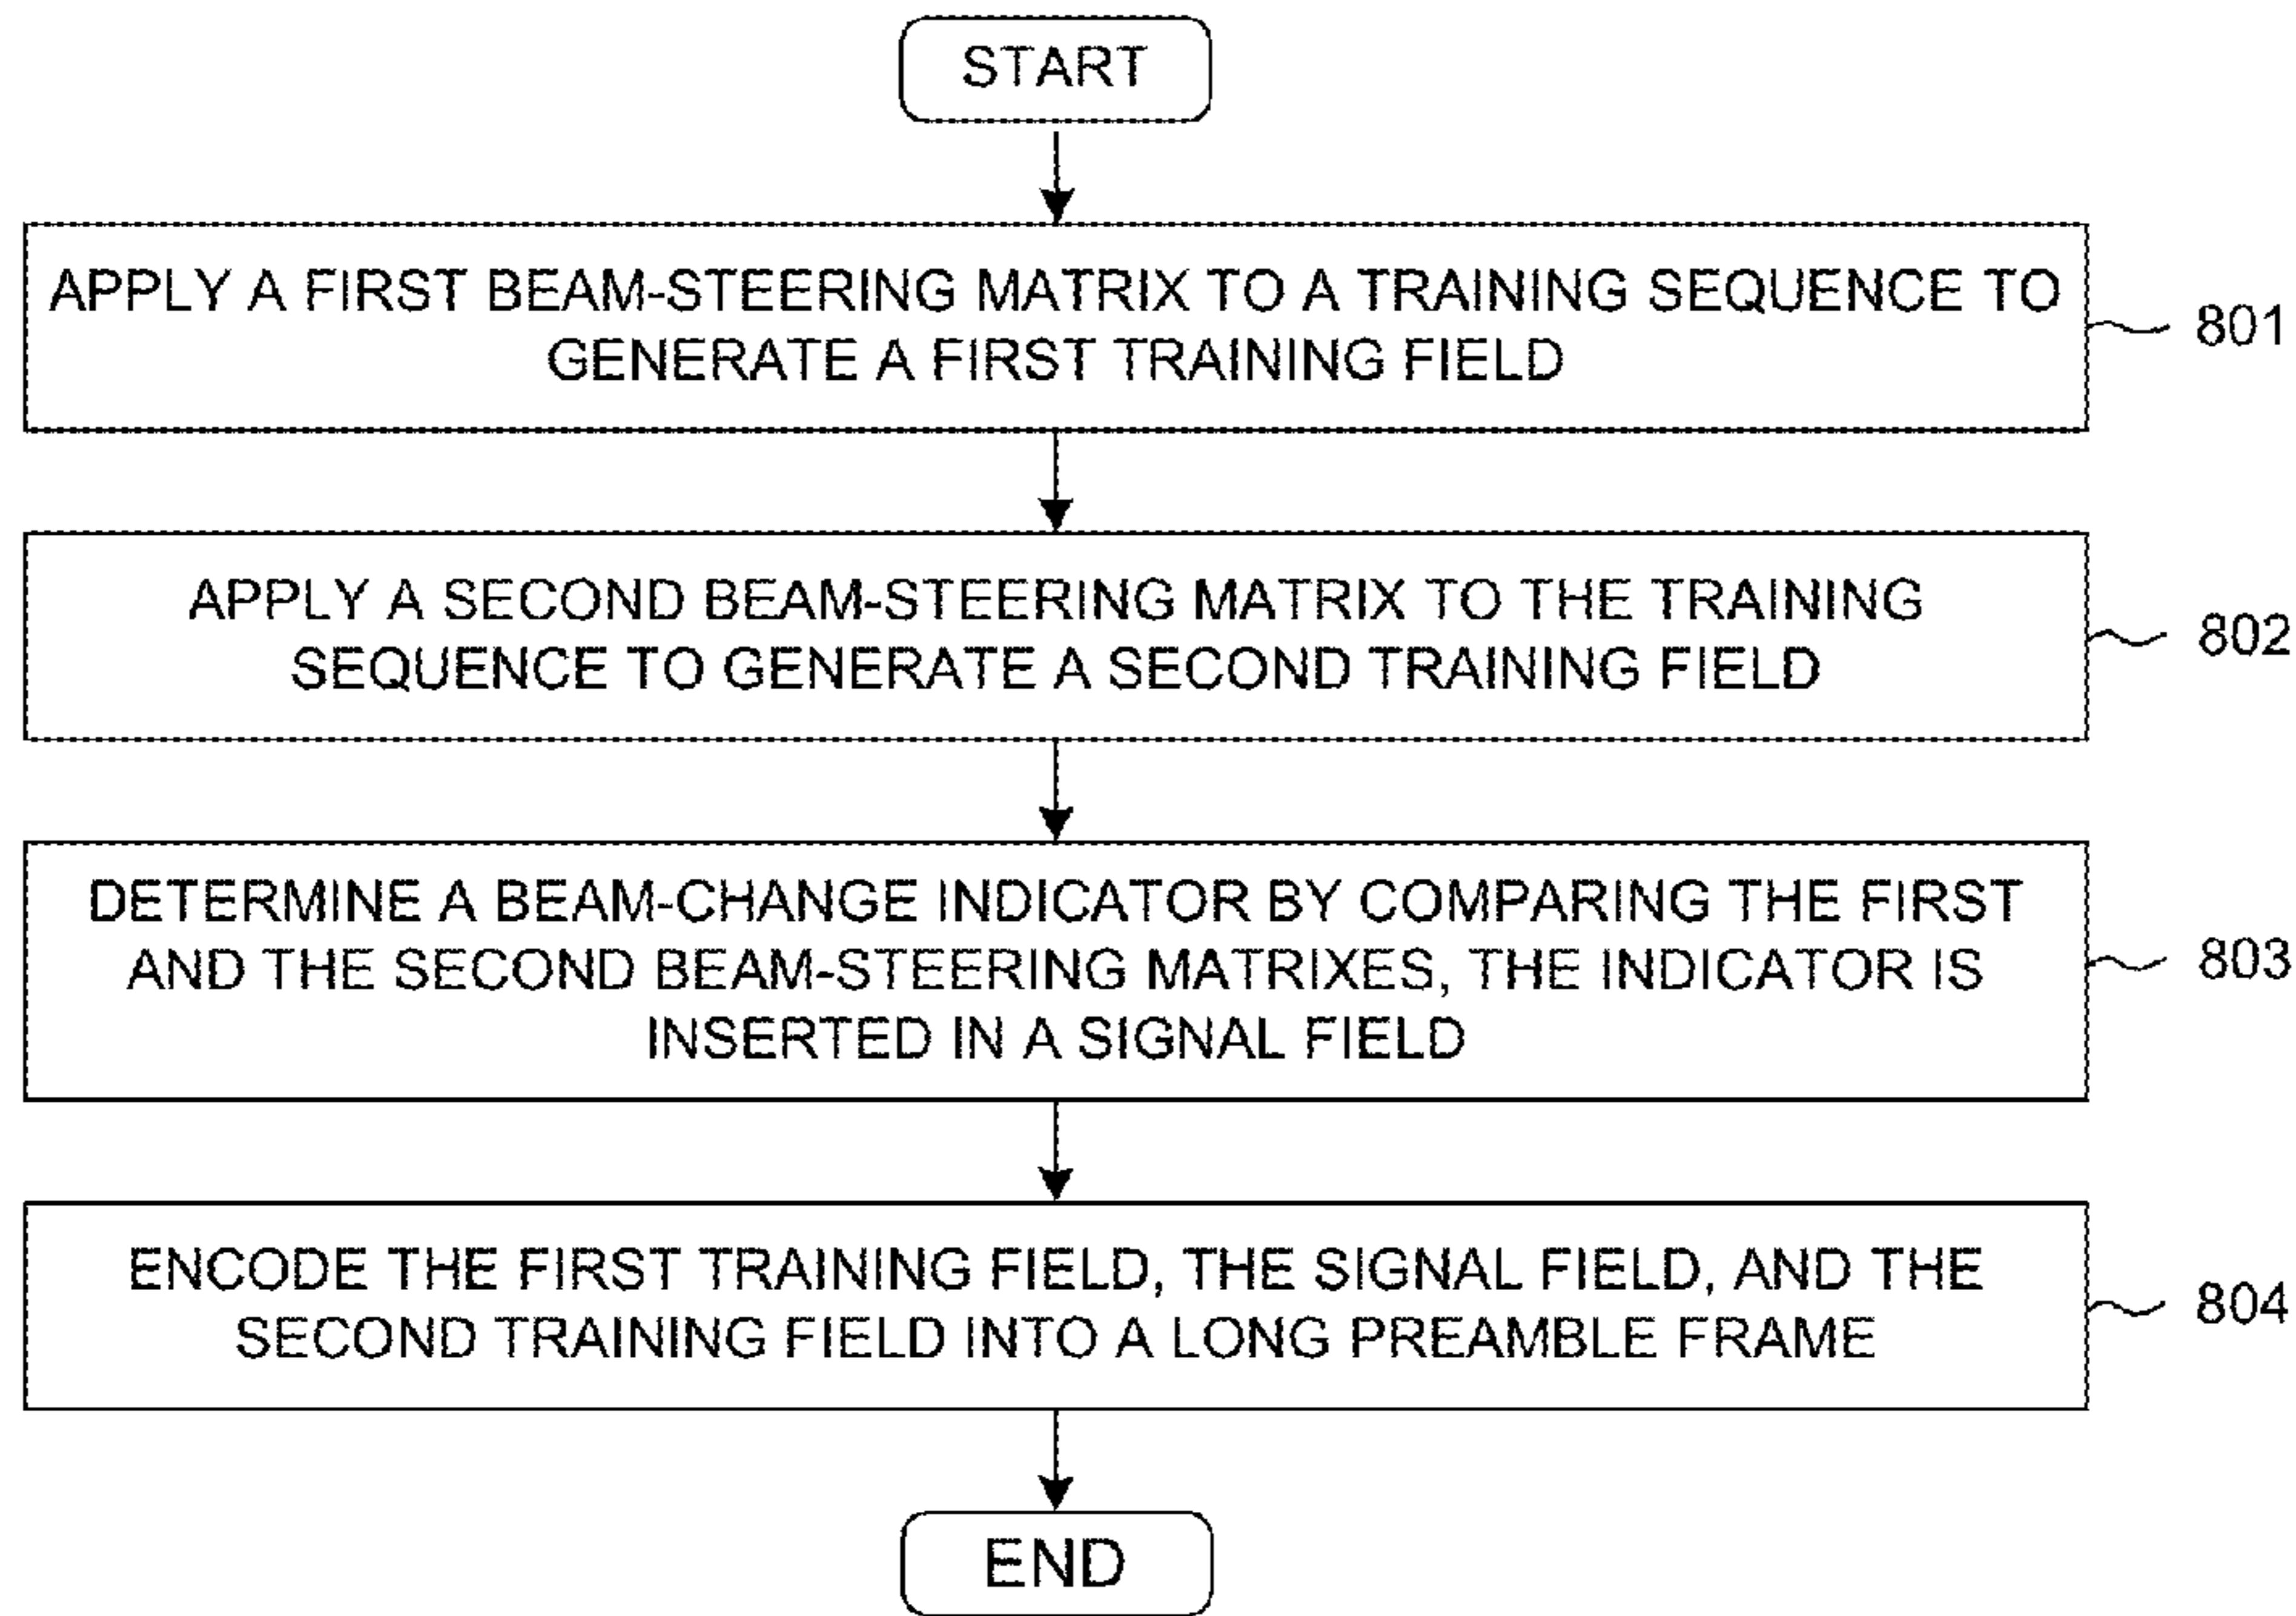 START
APPLY A FIRST BEAM-STEERING MATRIX TO A TRAINING SEQUENCE TO
GENERATE A FIRST TRAINING FIELD
801
APPLY A SECOND BEAM-STEERING MATRIX TO THE TRAINING
SEQUENCE TO GENERATE A SECOND TRAINING FIELD
802
DETERMINE A BEAM-CHANGE INDICATOR BY COMPARING THE FIRST
AND THE SECOND BEAM-STEERING MATRIXES, THE INDICATOR IS
INSERTED IN A SIGNAL FIELD
803
ENCODE THE FIRST TRAINING FIELD, THE SIGNAL FIELD, AND THE
SECOND TRAINING FIELD INTO A LONG PREAMBLE FRAME
804
END